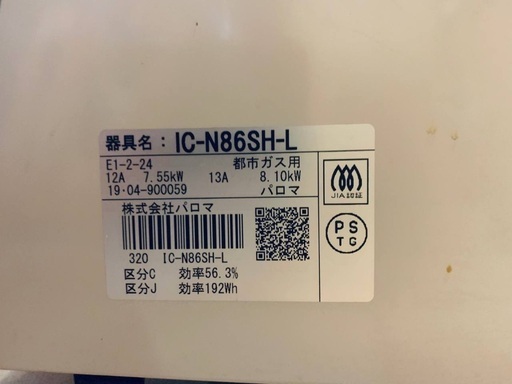 器具名: IC-N86SH-L
E1-2-24 都市ガス用
12A 7.55kW 13A 8.10kW
19·04-900059 パロマ
株式会社パロマ
320 IC-N86SH-L
区分C 効率56.3%
区分J 効率192Wh
JIA認証
PS
TG